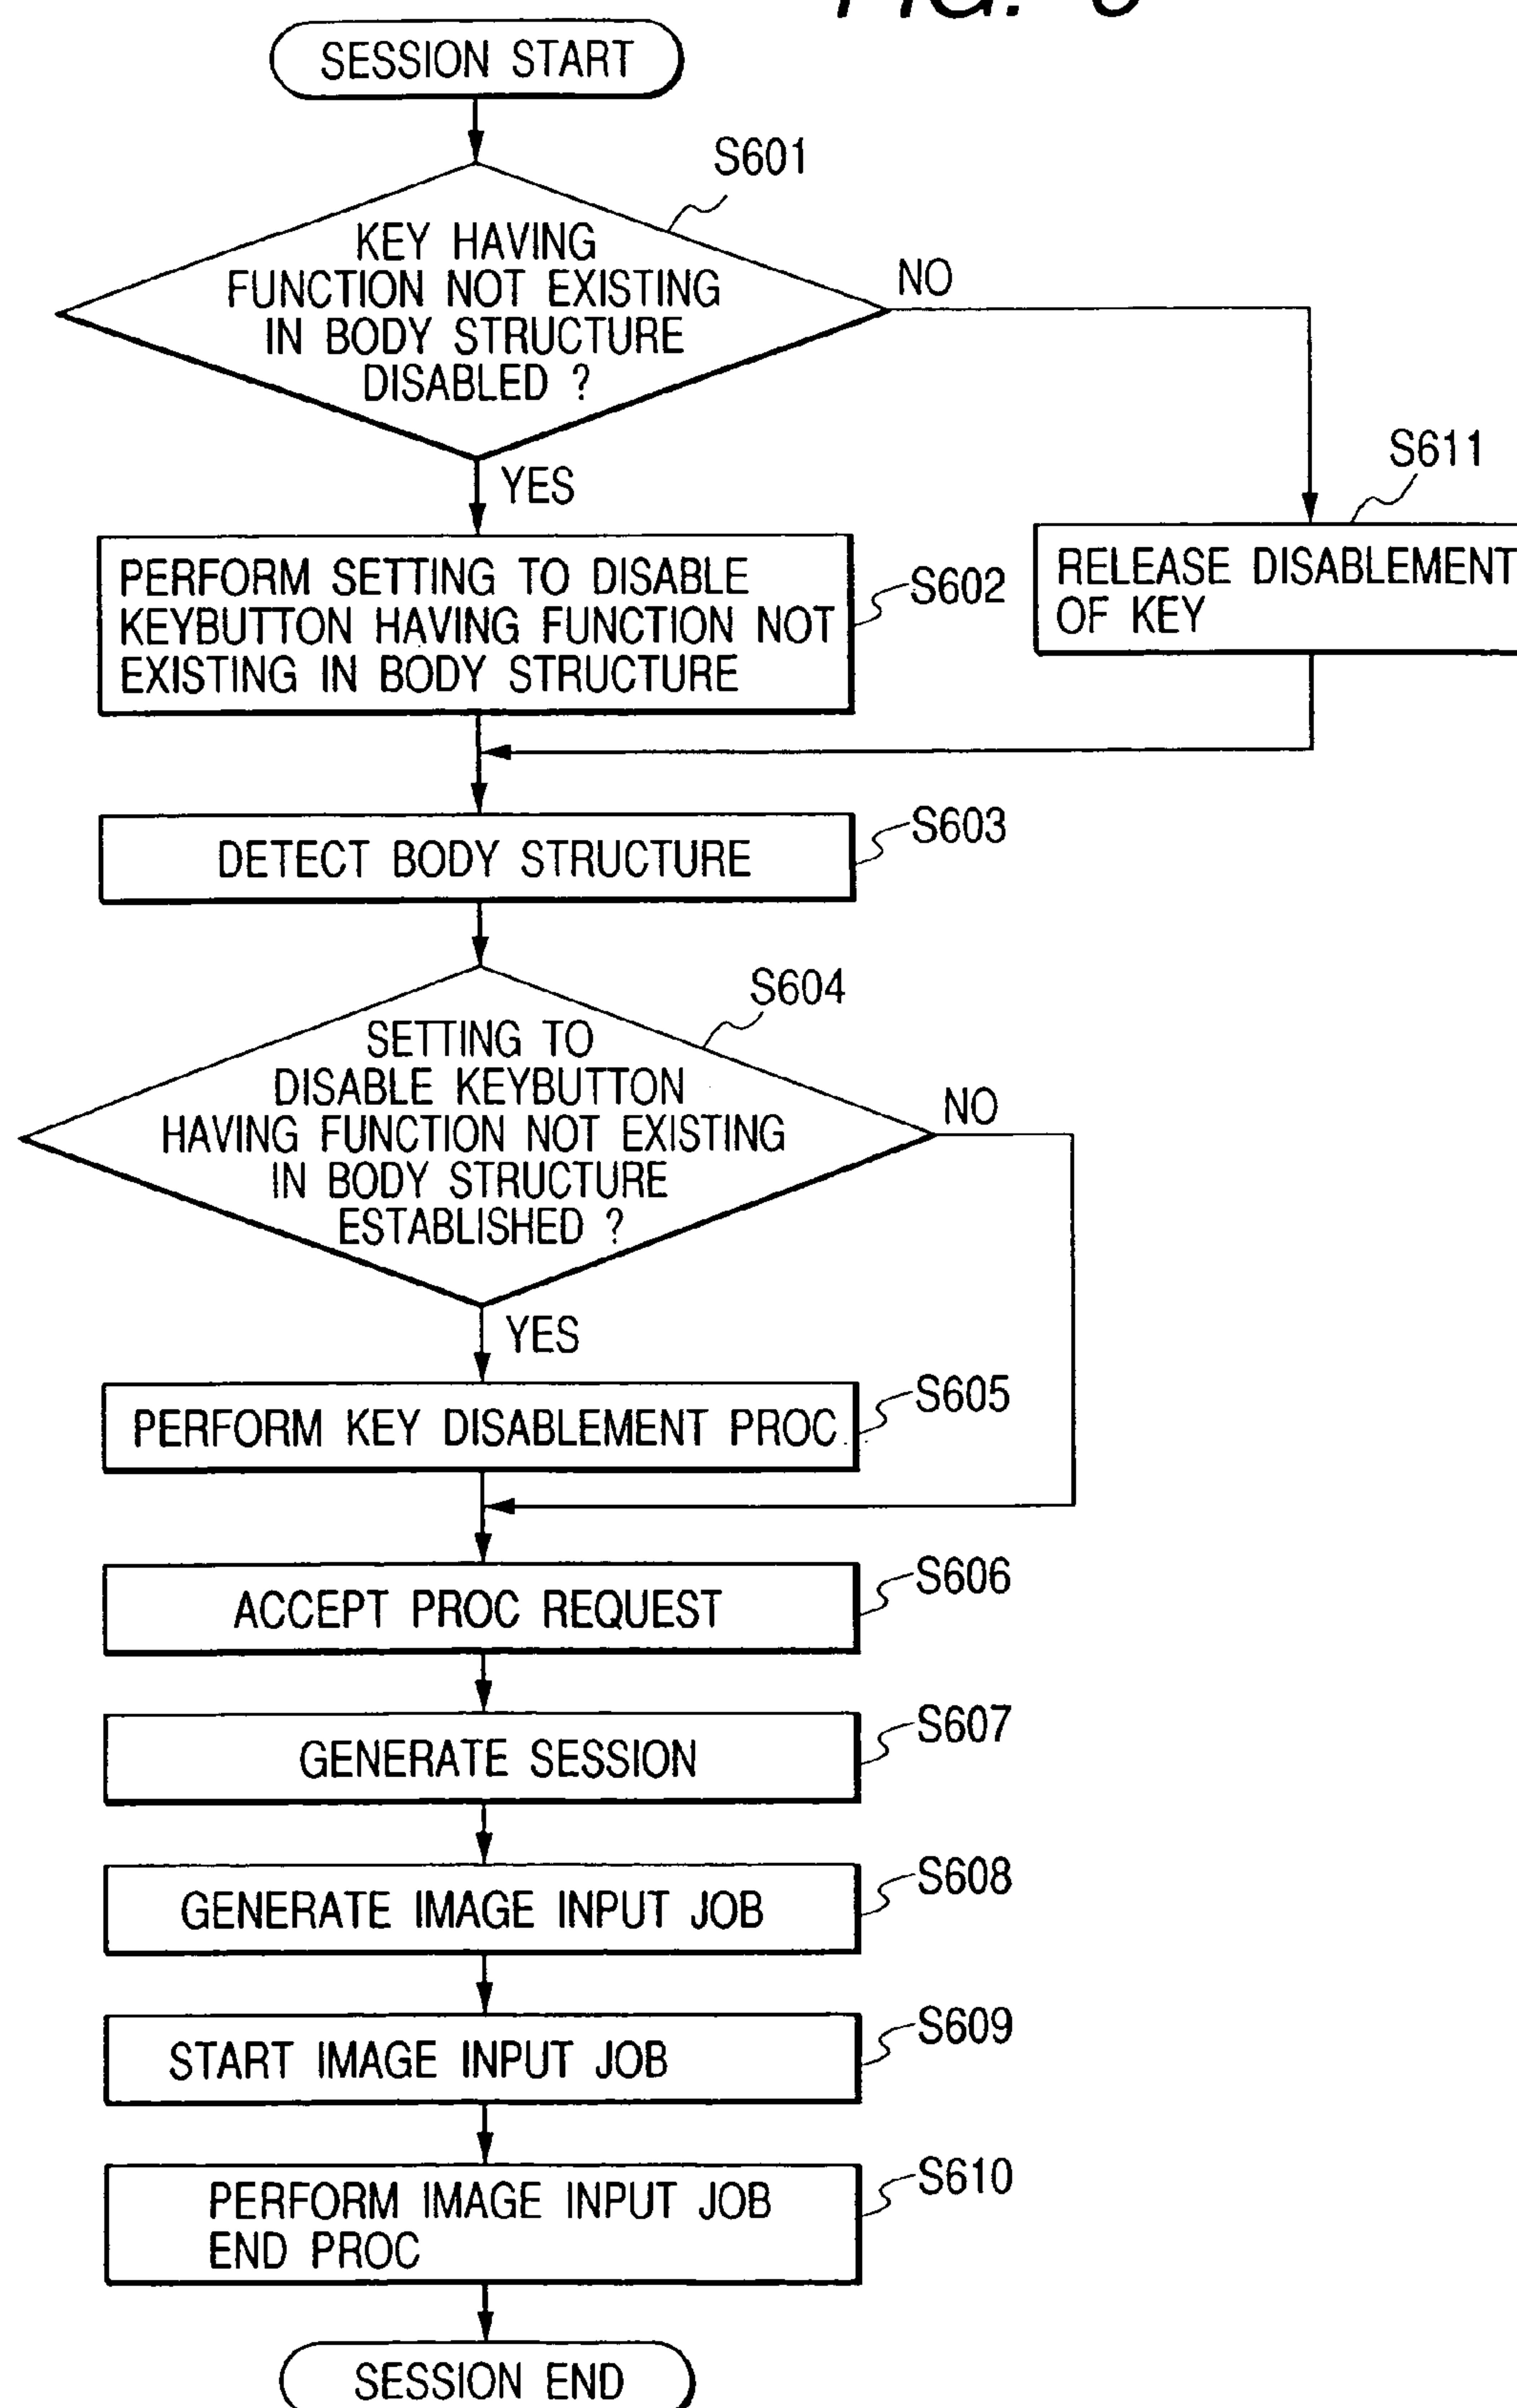 SESSION START
S601
KEY HAVING
FUNCTION NOT EXISTING
IN BODY STRUCTURE
DISABLED ?
NO
YES
S611
RELEASE DISABLEMENT
OF KEY
PERFORM SETTING TO DISABLE
KEYBUTTON HAVING FUNCTION NOT
EXISTING IN BODY STRUCTURE
S602
DETECT BODY STRUCTURE
S603
S604
SETTING TO
DISABLE KEYBUTTON
HAVING FUNCTION NOT EXISTING
IN BODY STRUCTURE
ESTABLISHED ?
NO
YES
PERFORM KEY DISABLEMENT PROC
S605
ACCEPT PROC REQUEST
S606
GENERATE SESSION
S607
GENERATE IMAGE INPUT JOB
S608
START IMAGE INPUT JOB
S609
PERFORM IMAGE INPUT JOB
END PROC
S610
SESSION END